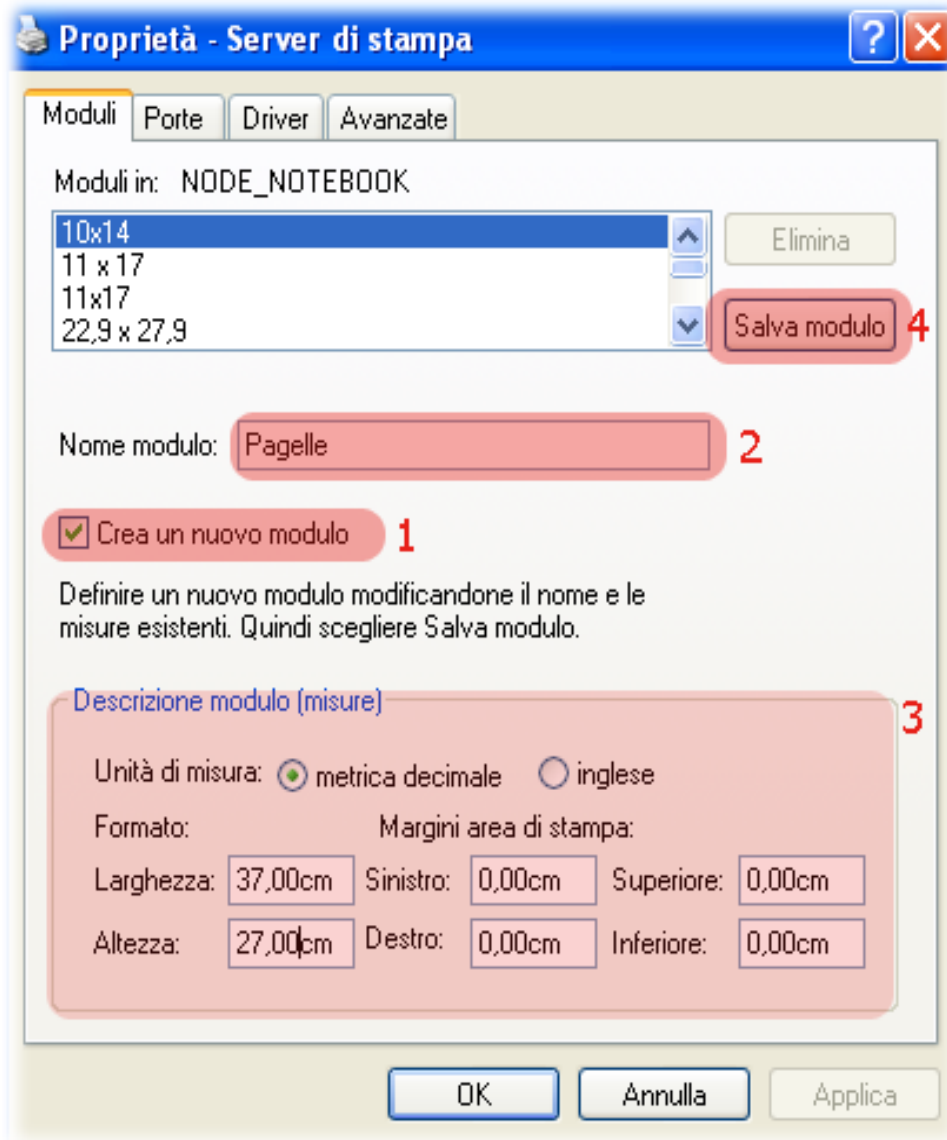 Proprietà - Server di stampa
Moduli Porte Driver Avanzate
Moduli in: NODE_NOTEBOOK
10x14
11 x 17
11x17
22,9 x 27,9
Elimina
Salva modulo 4
Nome modulo: Pagelle 2
Crea un nuovo modulo 1
Definire un nuovo modulo modificandone il nome e le
misure esistenti. Quindi scegliere Salva modulo.
Descrizione modulo (misure) 3
Unità di misura: metrica decimale inglese
Formato: Margini area di stampa:
Larghezza: 37,00cm Sinistro: 0,00cm Superiore: 0,00cm
Altezza: 27,00cm Destro: 0,00cm Inferiore: 0,00cm
OK Annulla Applica